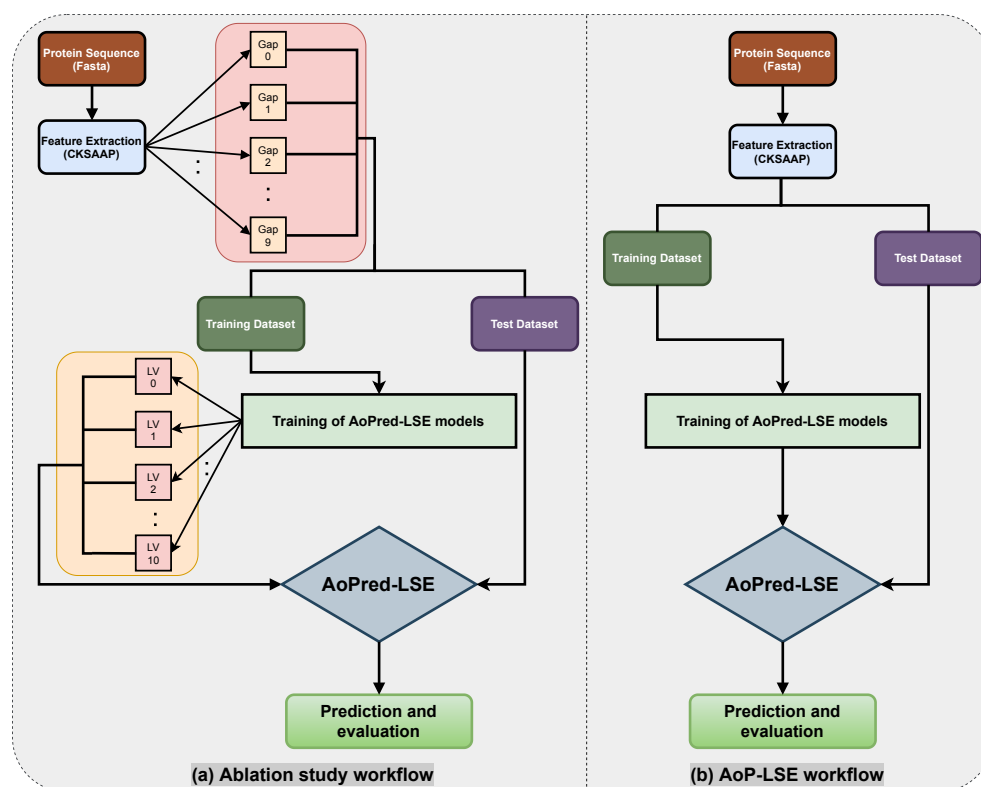 Protein Sequence
(Fasta)
Feature Extraction
(CKSAAP)
Gap
0
Gap
1
Gap
2
:
Gap
9
:
Training Dataset
Test Dataset
LV
0
LV
1
LV
2
:
LV
10
:
Training of AoPred-LSE models
AoPred-LSE
Prediction and
evaluation
(a) Ablation study workflow
Protein Sequence
(Fasta)
Feature Extraction
(CKSAAP)
Training Dataset
Test Dataset
Training of AoPred-LSE models
AoPred-LSE
Prediction and
evaluation
(b) AoP-LSE workflow